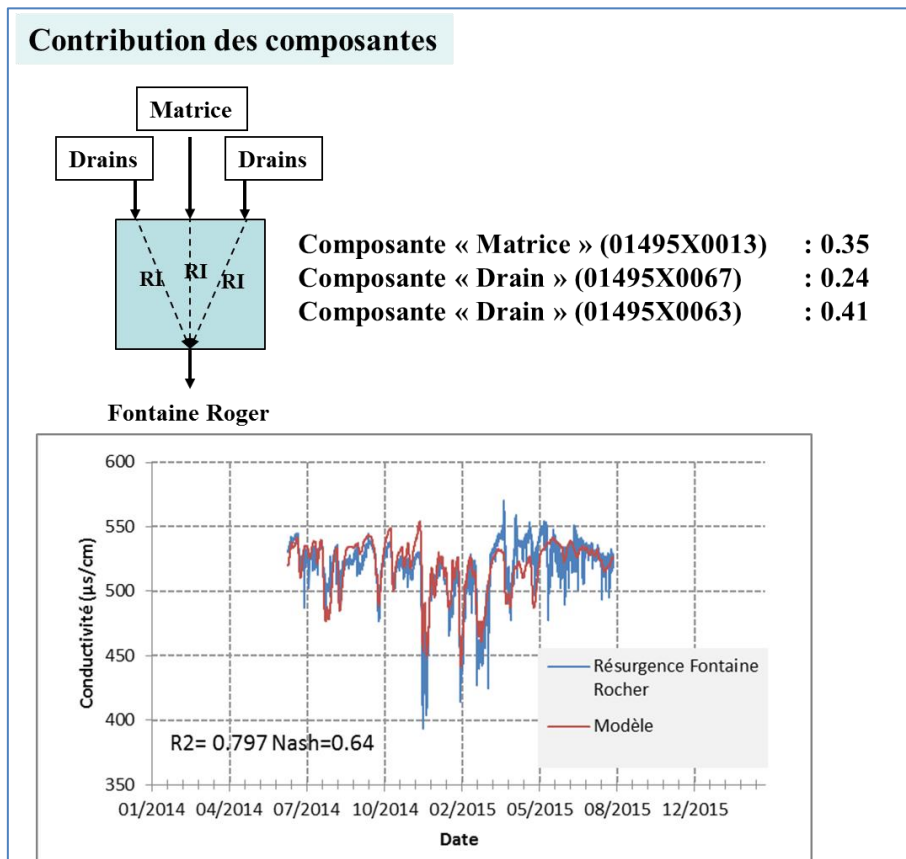 Contribution des composantes
Matrice
Drains
Drains
RI
RI
RI
Composante « Matrice » (01495X0013) : 0.35
Composante « Drain » (01495X0067) : 0.24
Composante « Drain » (01495X0063) : 0.41
Fontaine Roger
600
550
500
450
400
350
Conductivité (µs/cm)
Résurgence Fontaine
Rocher
Modèle
R2= 0.797 Nash=0.64
01/2014 04/2014 07/2014 10/2014 02/2015 05/2015 08/2015 12/2015
Date